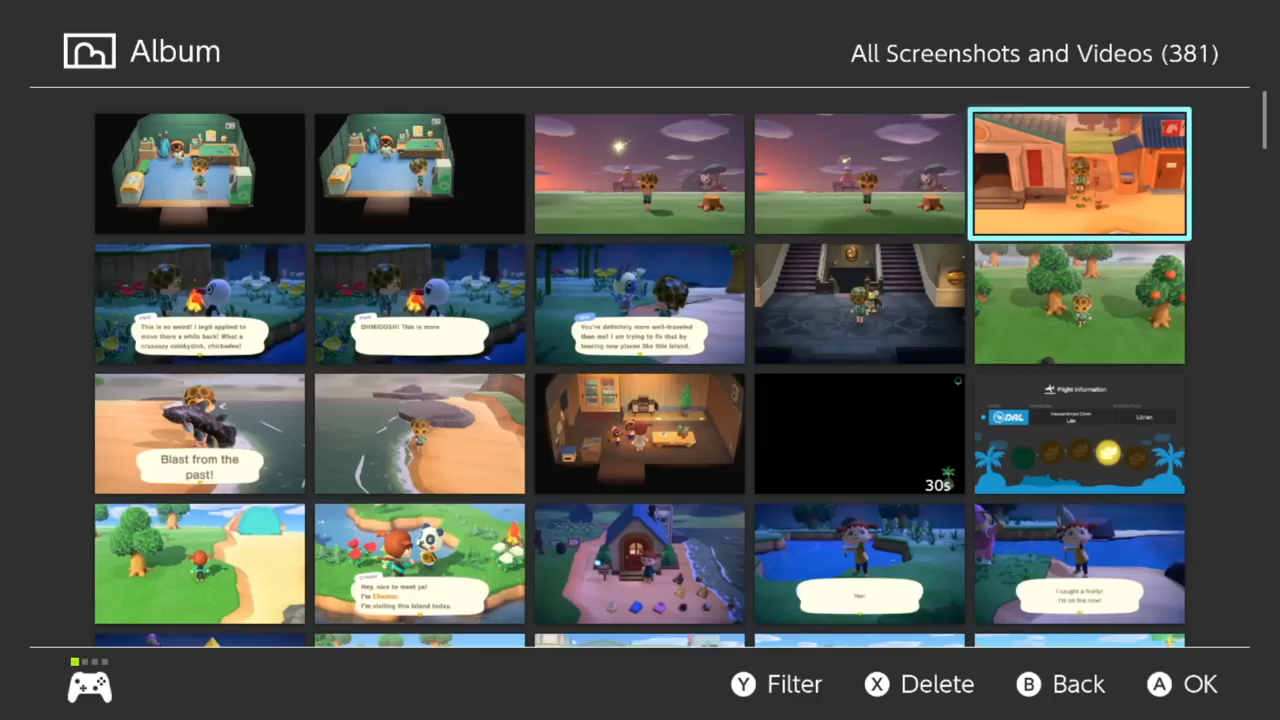 Album
All Screenshots and Videos (381)
This is so weird! I legit applied to
move there a while back! What a
craaaazy coinkydink, chickadee!
OHMIGOSH! This is more
You're definitely more well-traveled
than me! I am trying to fix that by
touring new places like this island.
Blast from the
past!
30s
Flight Information
DAL
Hey, nice to meet ya!
I'm Chester.
I'm visiting this island today.
Yes!
I caught a firefly!
I'm on fire now!
Y Filter
X Delete
B Back
A OK